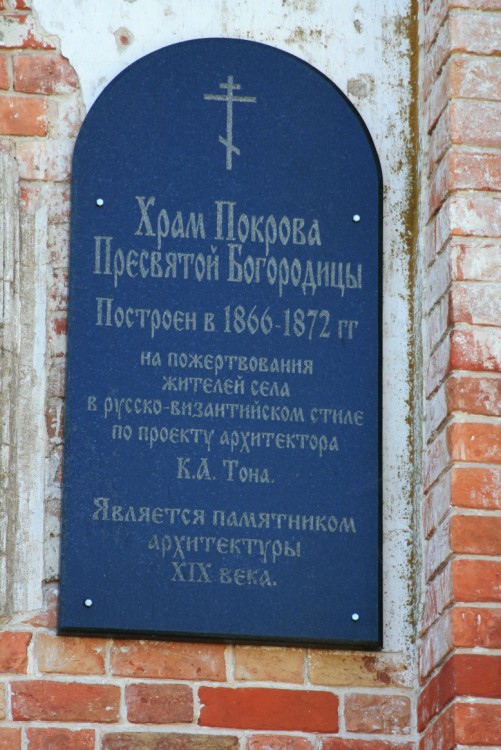 Храм Покрова
Пресвятой Богородицы
Построен в 1866-1872 гг
на пожертвования
жителей села
в русско-византийском стиле
по проекту архитектора
К.А. Тона.
Является памятником
архитектуры
XIX века.